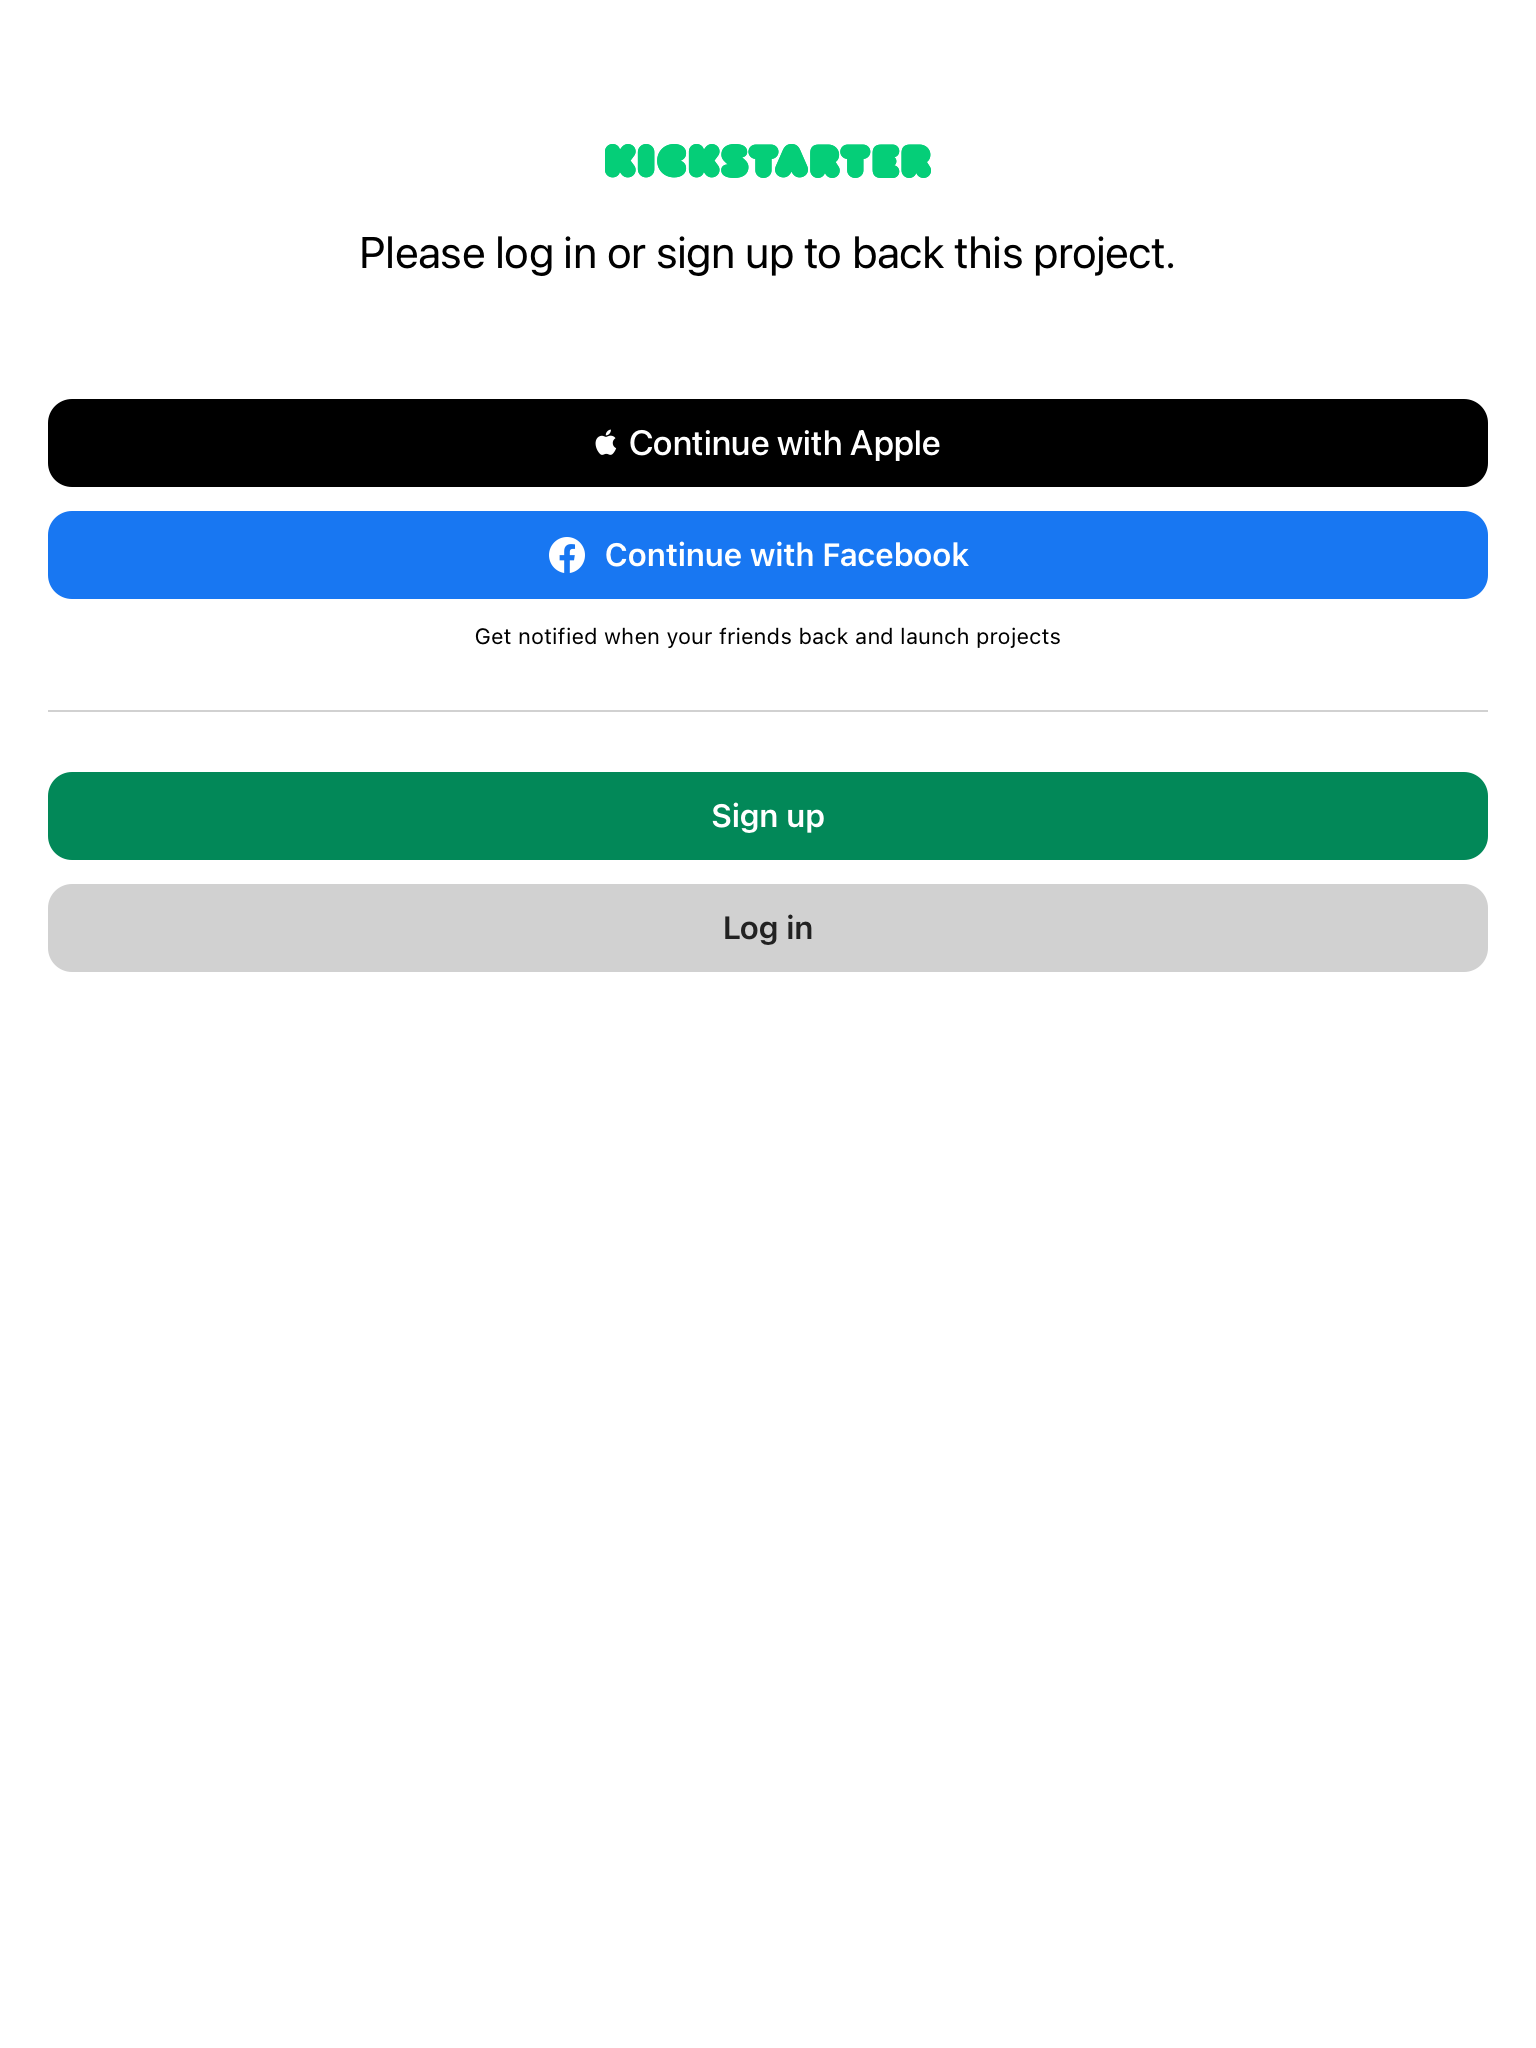 KICKSTARTER
Please log in or sign up to back this project.
Continue with Apple
Continue with Facebook
Get notified when your friends back and launch projects
Sign up
Log in